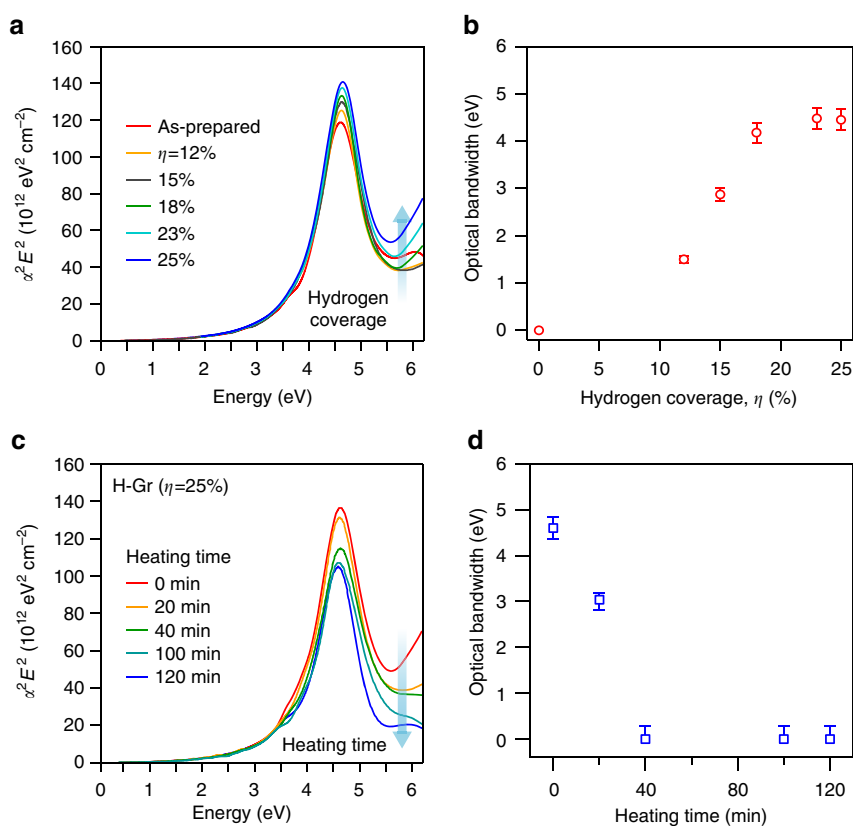 a
160
140
120
100
80
60
40
20
0
α²E² (10¹² eV² cm⁻²)
As-prepared
η=12%
15%
18%
23%
25%
Hydrogen
coverage
0 1 2 3 4 5 6
Energy (eV)
b
6
5
4
3
2
1
0
Optical bandwidth (eV)
0 5 10 15 20 25
Hydrogen coverage, η (%)
c
160
140
120
100
80
60
40
20
0
α²E² (10¹² eV² cm⁻²)
H-Gr (η=25%)
Heating time
0 min
20 min
40 min
100 min
120 min
Heating time
0 1 2 3 4 5 6
Energy (eV)
d
6
5
4
3
2
1
0
Optical bandwidth (eV)
0 40 80 120
Heating time (min)